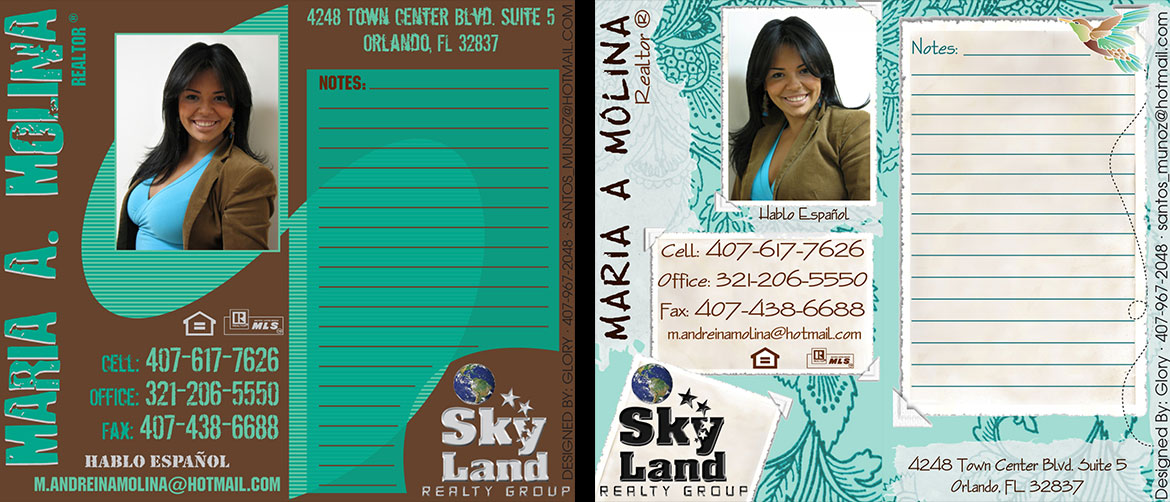 MARIA A. MOLINA
REALTOR®
4248 TOWN CENTER BLVD. SUITE 5
ORLANDO, FL 32837
NOTES:
MLS
CELL: 407-617-7626
OFFICE: 321-206-5550
FAX: 407-438-6688
HABLO ESPAÑOL
M.ANDREINAMOLINA@HOTMAIL.COM
Sky
Land
REALTY GROUP
DESIGNED BY: GLORY · 407-967-2048 · SANTOS_MUNOZ@HOTMAIL.COM
MARIA A MOLINA
Realtor®
Hablo Español
Cell: 407-617-7626
Office: 321-206-5550
Fax: 407-438-6688
m.andreinamolina@hotmail.com
MLS
Sky
Land
REALTY GROUP
Notes:
4248 Town Center Blvd. Suite 5
Orlando, FL 32837
designed By: Glory · 407-967-2048 · santos_munoz@hotmail.com